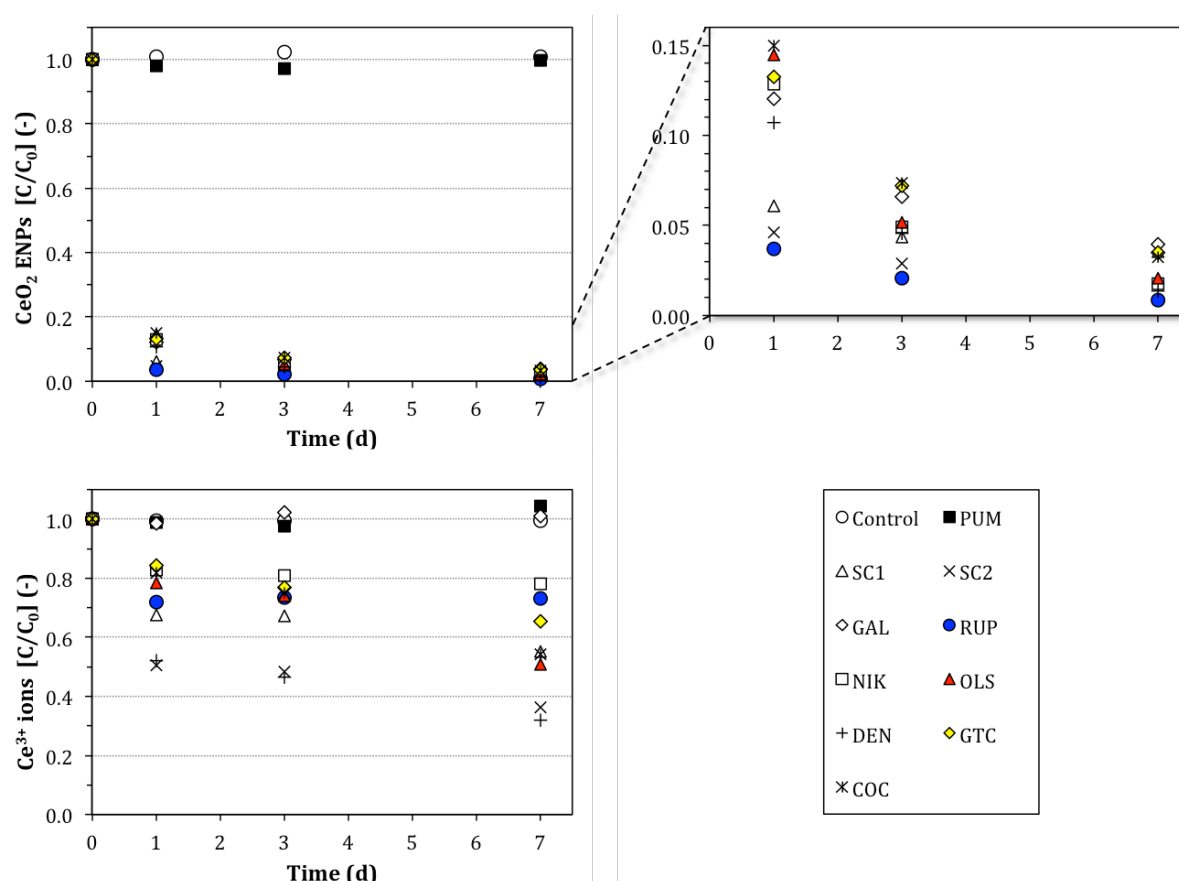 CeO₂ ENPs [C/C₀] (-)
1.0
0.8
0.6
0.4
0.2
0.0
0 1 2 3 4 5 6 7
Time (d)
0.15
0.10
0.05
0.00
0 1 2 3 4 5 6 7
Ce³⁺ ions [C/C₀] (-)
1.0
0.8
0.6
0.4
0.2
0.0
0 1 2 3 4 5 6 7
Time (d)
Control PUM
SC1 SC2
GAL RUP
NIK OLS
DEN GTC
COC